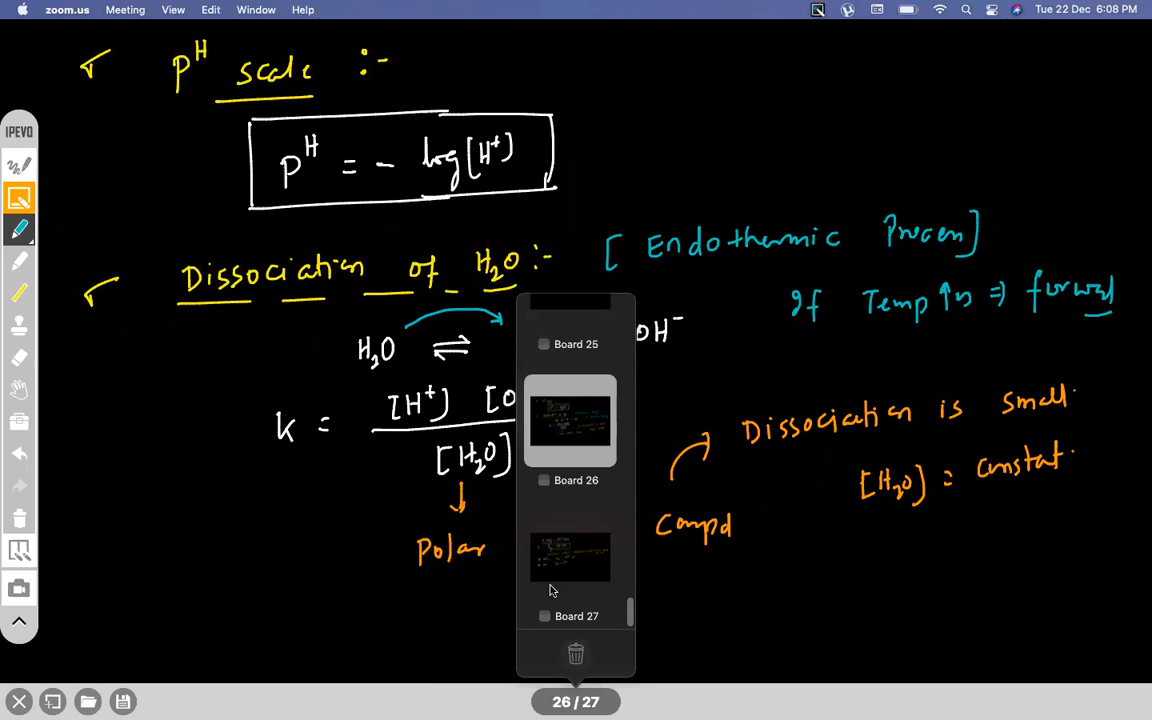 zoom.us Meeting View Edit Window Help Tue 22 Dec 6:08 PM
pH scale :-
IPEVO
pH = - log[H+]
Dissociation of H2O :- [Endothermic Process]
If Temp ↑n ⇒ forward
H2O ⇌ OH-
Board 25
k = [H+] [O
[H2O]
Dissociation is small.
[H2O] = constat.
Board 26
Polar
Compd
Board 27
26 / 27